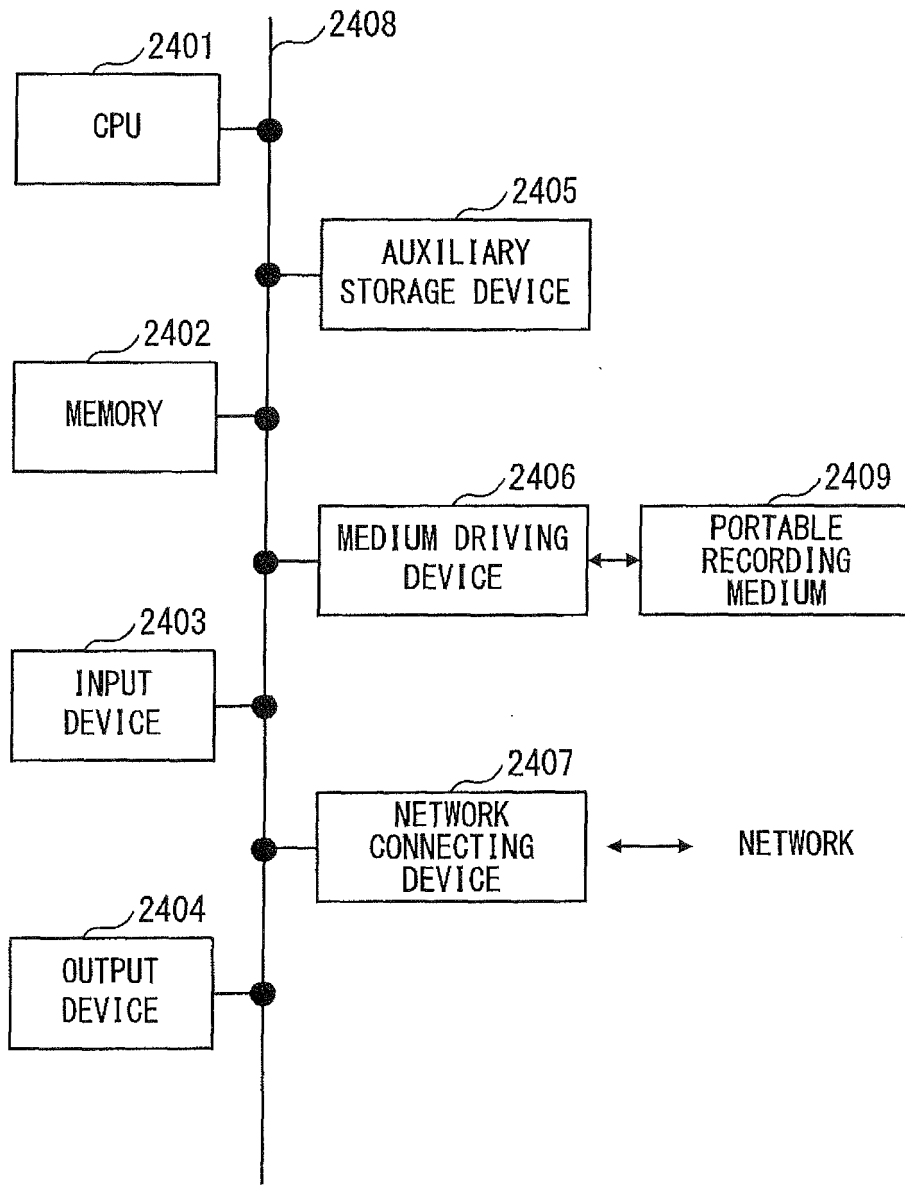 2408
2401
CPU
2405
AUXILIARY
STORAGE DEVICE
2402
MEMORY
2406
MEDIUM DRIVING
DEVICE
2409
PORTABLE
RECORDING
MEDIUM
2403
INPUT
DEVICE
2407
NETWORK
CONNECTING
DEVICE
NETWORK
2404
OUTPUT
DEVICE